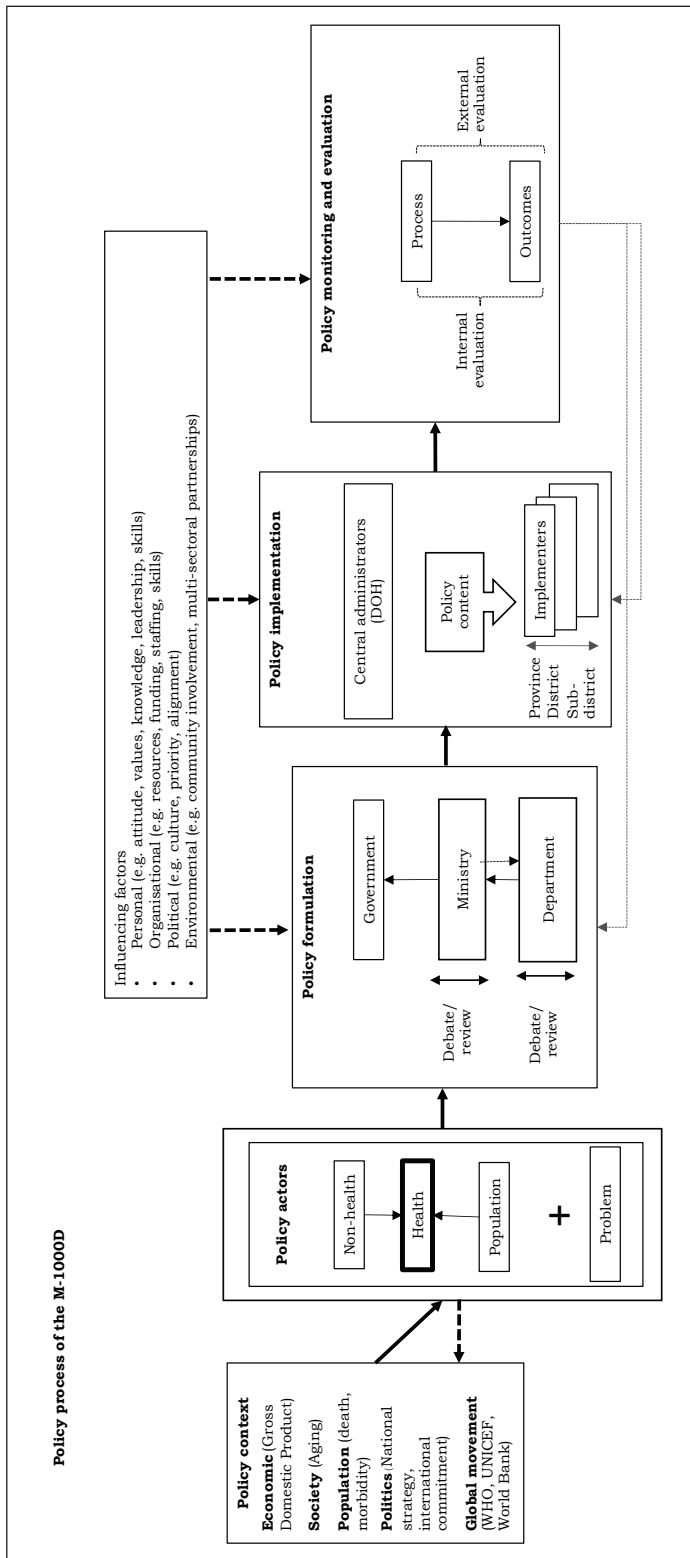 Policy process of the M-1000D
Influencing factors
• Personal (e.g. attitude, values, knowledge, leadership, skills)
• Organisational (e.g. resources, funding, staffing, skills)
• Political (e.g. culture, priority, alignment)
• Environmental (e.g. community involvement, multi-sectoral partnerships)
Policy context
Economic (Gross
Domestic Product)
Society (Aging)
Population (death,
morbidity)
Politics (National
strategy,
international
commitment)
Global movement
(WHO, UNICEF,
World Bank)
Policy actors
Non-health
Health
Population
+
Problem
Policy formulation
Government
Debate/
review
Ministry
Debate/
review
Department
Policy implementation
Central administrators
(DOH)
Policy
content
Implementers
Province
District
Sub-
district
Policy monitoring and evaluation
Process
Outcomes
Internal
evaluation
External
evaluation